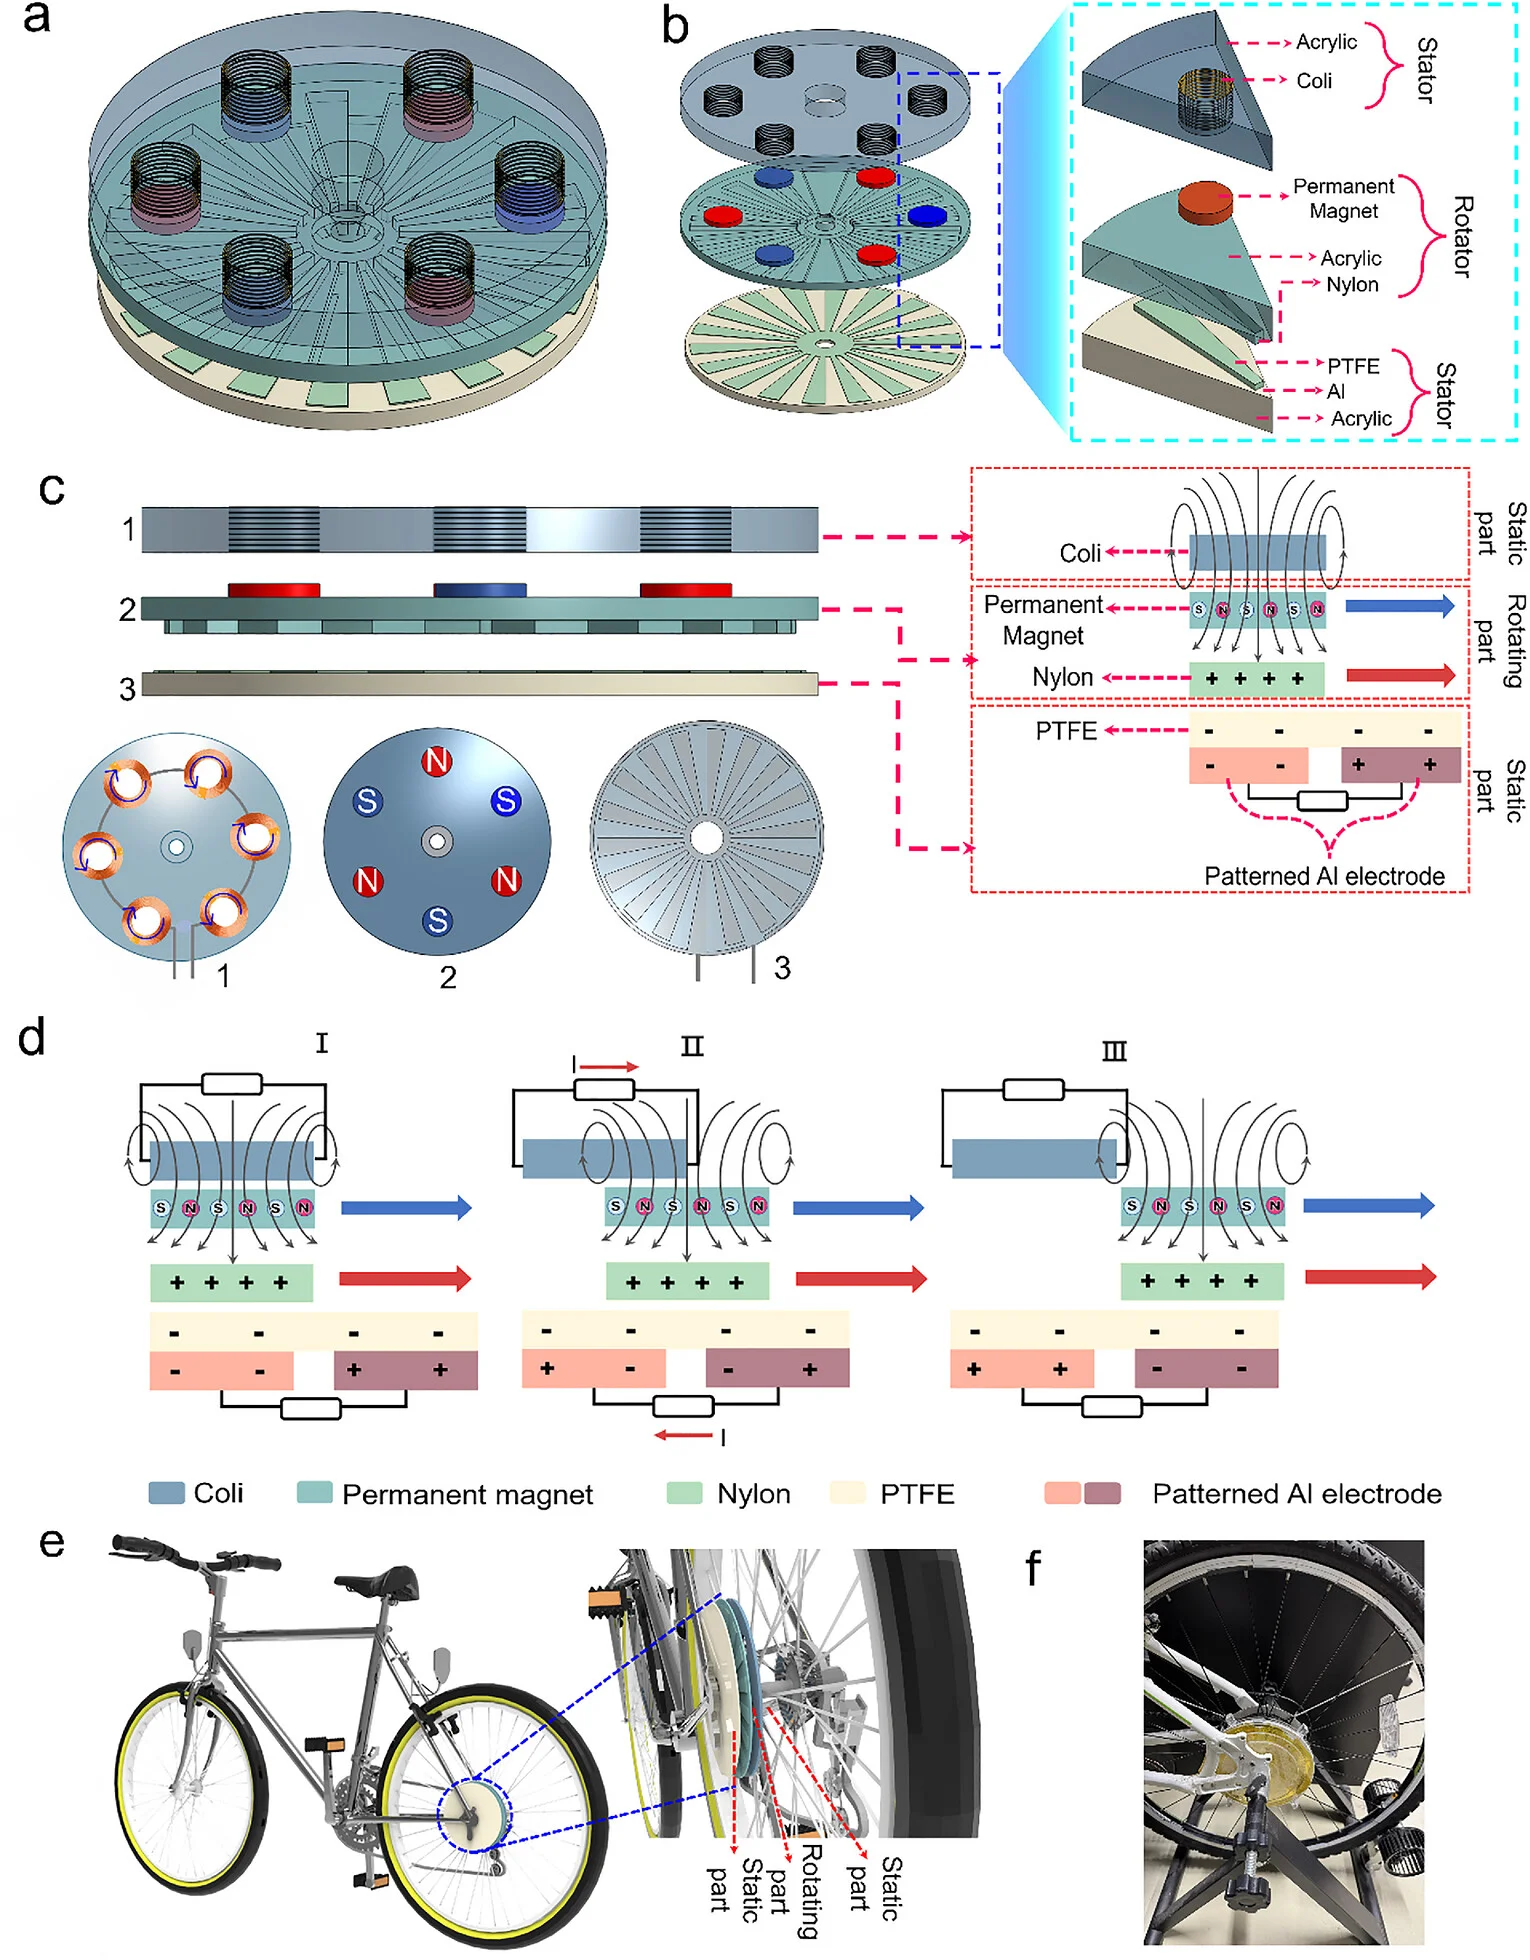 a
b
Acrylic
Coli
Stator
Permanent
Magnet
Acrylic
Nylon
Rotator
PTFE
Al
Acrylic
Stator
c
1
2
3
Coli
Static
part
Permanent
Magnet
S N S N S N
Nylon
+ + + +
Rotating
part
PTFE
- - - -
- - + +
Static
part
Patterned Al electrode
N
S S
N N
S
1
2
3
d
I
II
III
I
S N S N S N
S N S N S N
S N S N S N
+ + + +
+ + + +
+ + + +
- - - -
- - - -
- - - -
- - + +
+ - - +
+ + - -
I
Coli
Permanent magnet
Nylon
PTFE
Patterned Al electrode
e
Static
part
Rotating
part
Static
part
f